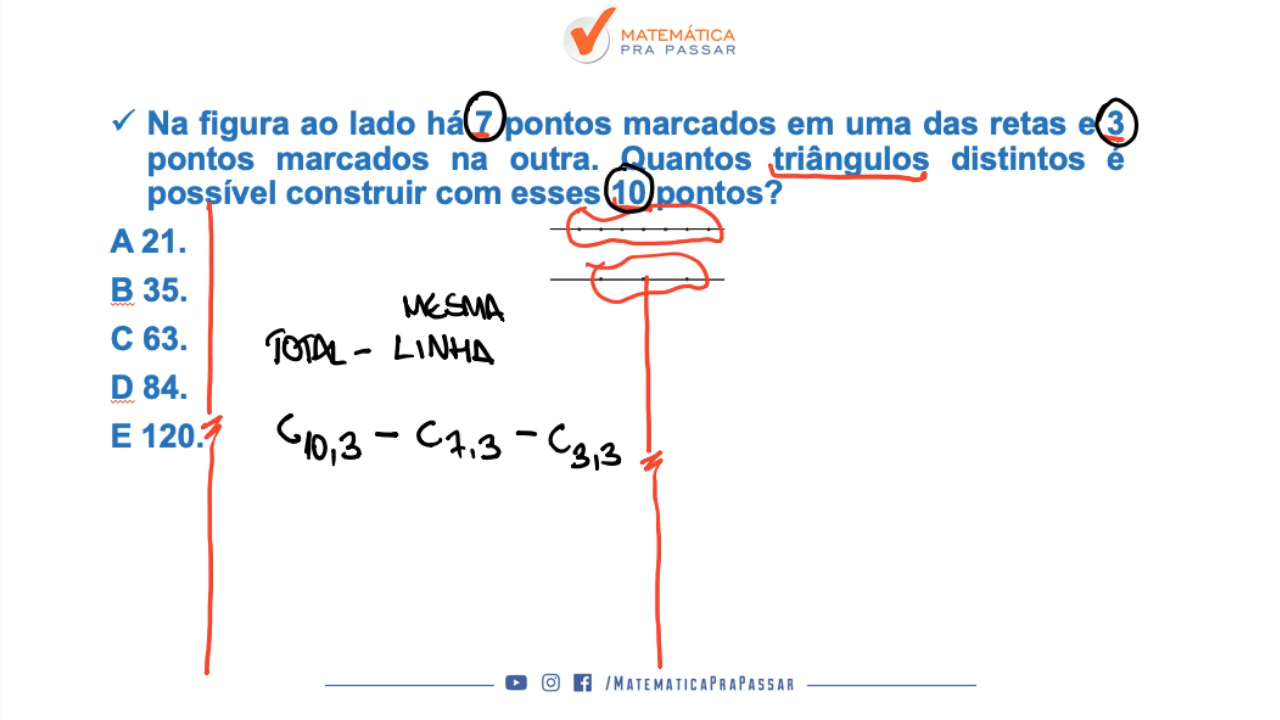 MATEMÁTICA
PRA PASSAR
✓ Na figura ao lado há 7 pontos marcados em uma das retas e 3
pontos marcados na outra. Quantos triângulos distintos é
possível construir com esses 10 pontos?
A 21.
B 35.
C 63.
D 84.
E 120.
MESMA
TOTAL - LINHA
C10,3 - C7,3 - C3,3
/MATEMATICAPRAPASSAR